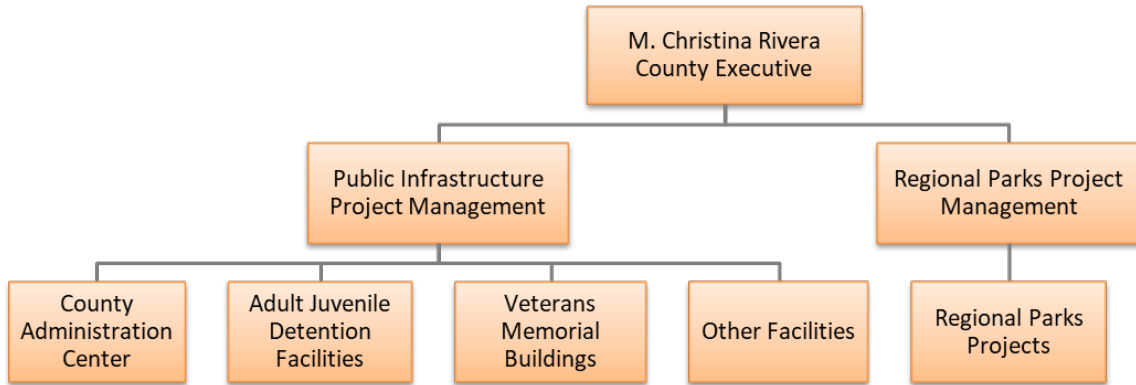 M. Christina Rivera
County Executive
Public Infrastructure
Project Management
Regional Parks Project
Management
County
Administration
Center
Adult Juvenile
Detention
Facilities
Veterans
Memorial
Buildings
Other Facilities
Regional Parks
Projects